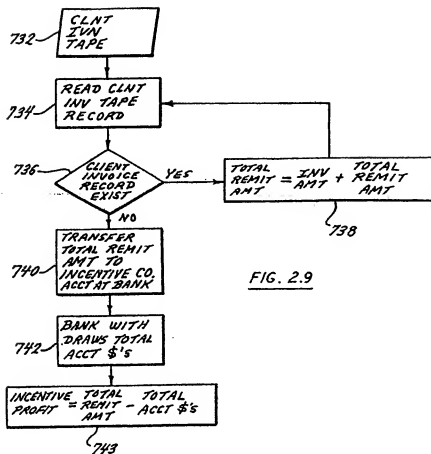 732
CLNT
IVN
TAPE
734
READ CLNT
INV TAPE
RECORD
736
CLIENT
INVOICE
RECORD
EXIST
YES
TOTAL REMIT AMT = INV AMT + TOTAL REMIT AMT
738
NO
740
TRANSFER
TOTAL REMIT
AMT TO
INCENTIVE CO.
ACCT AT BANK
FIG. 2.9
742
BANK WITH
DRAWS TOTAL
ACCT $'s
INCENTIVE PROFIT = TOTAL REMIT AMT - TOTAL ACCT $'s
743